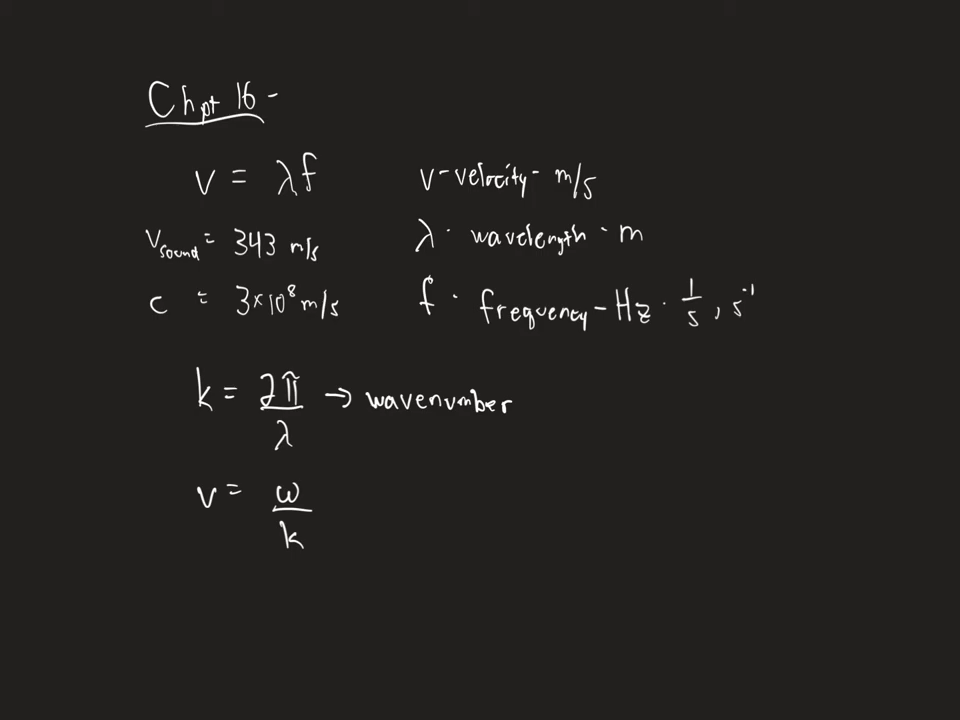 Chpt 16 -
v = λf
v - velocity - m/s
v_sound = 343 m/s
λ · wavelength · m
c = 3×10⁸ m/s
f · frequency - Hz · 1/s, s⁻¹
k = 2π/λ → wavenumber
v = ω/k